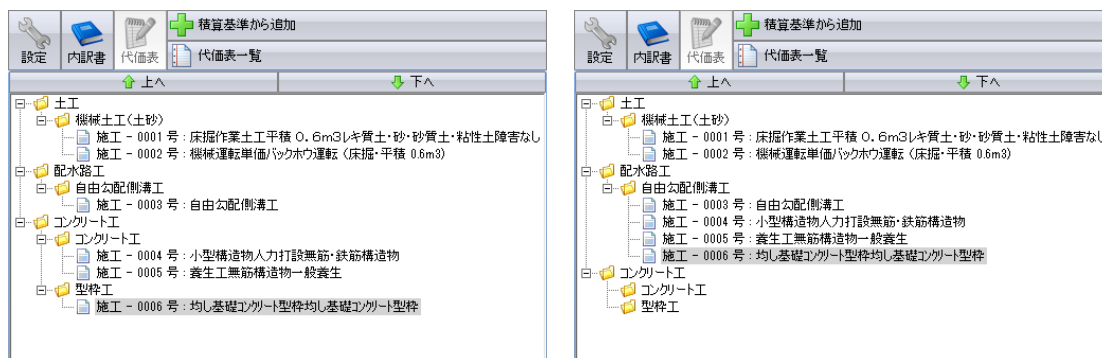 設定
内訳書
代価表
積算基準から追加
代価表一覧
上へ
下へ
土工
機械土工(土砂)
施工 - 0001 号 : 床掘作業土工平積 0. 6m3レキ質土・砂・砂質土・粘性土障害なし
施工 - 0002 号 : 機械運転単価バックホウ運転 (床掘・平積 0.6m3)
配水路工
自由勾配側溝工
施工 - 0003 号 : 自由勾配側溝工
コンクリート工
コンクリート工
施工 - 0004 号 : 小型構造物人力打設無筋・鉄筋構造物
施工 - 0005 号 : 養生工無筋構造物一般養生
型枠工
施工 - 0006 号 : 均し基礎コンクリート型枠均し基礎コンクリート型枠
設定
内訳書
代価表
積算基準から追加
代価表一覧
上へ
下へ
土工
機械土工(土砂)
施工 - 0001 号 : 床掘作業土工平積 0. 6m3レキ質土・砂・砂質土・粘性土障害なし
施工 - 0002 号 : 機械運転単価バックホウ運転 (床掘・平積 0.6m3)
配水路工
自由勾配側溝工
施工 - 0003 号 : 自由勾配側溝工
施工 - 0004 号 : 小型構造物人力打設無筋・鉄筋構造物
施工 - 0005 号 : 養生工無筋構造物一般養生
施工 - 0006 号 : 均し基礎コンクリート型枠均し基礎コンクリート型枠
コンクリート工
コンクリート工
型枠工